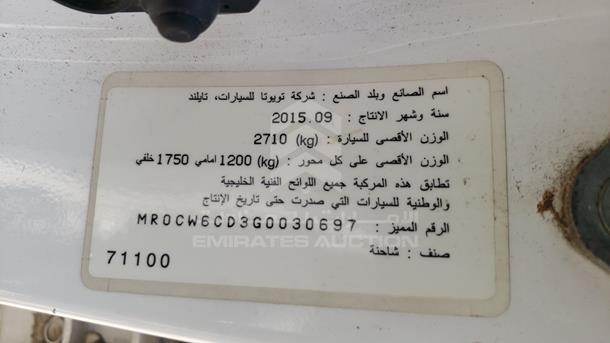 اسم الصانع وبلد الصنع : شركة تويوتا للسيارات، تايلند
سنة وشهر الانتاج : 2015.09
الوزن الأقصى للسيارة : (kg) 2710
الوزن الأقصى على كل محور : (kg) 1200 امامي 1750 خلفي
تطابق هذه المركبة جميع اللوائح الفنية الخليجية
والوطنية للسيارات التي صدرت حتى تاريخ الإنتاج
الإمارات للمزادات
الرقم المميز : MR0CW6CD3G0030697
EMIRATES AUCTION
صنف : شاحنة
71100